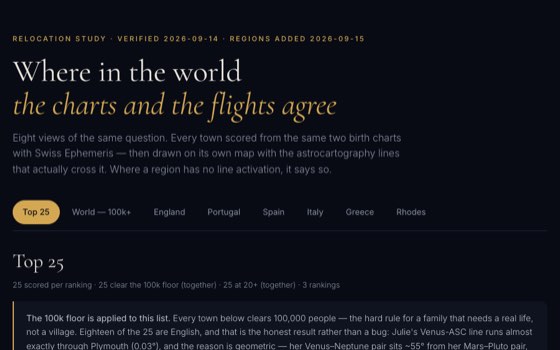 RELOCATION STUDY · VERIFIED 2026-09-14 · REGIONS ADDED 2026-09-15
Where in the world
the charts and the flights agree
Eight views of the same question. Every town scored from the same two birth charts
with Swiss Ephemeris — then drawn on its own map with the astrocartography lines
that actually cross it. Where a region has no line activation, it says so.
Top 25 World — 100k+ England Portugal Spain Italy Greece Rhodes
Top 25
25 scored per ranking · 25 clear the 100k floor (together) · 25 at 20+ (together) · 3 rankings
The 100k floor is applied to this list. Every town below clears 100,000 people — the hard rule for a family that needs a real life,
not a village. Eighteen of the 25 are English, and that is the honest result rather than a bug: Julie's Venus-ASC line runs almost
exactly through Plymouth (0.03°), and the reason is geometric — her Venus–Neptune pair sits ~55° from her Mars–Pluto pair,